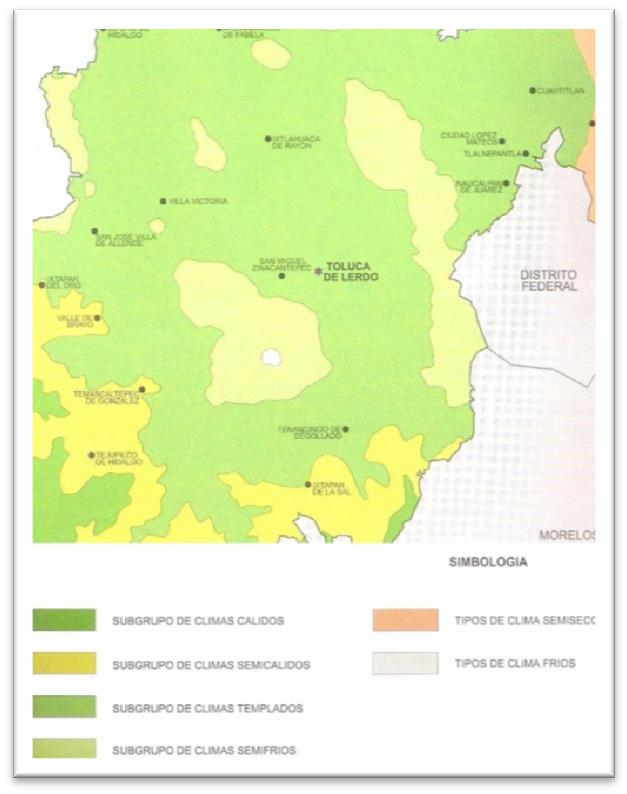 HIDALGO
DE FABELA
CUAUTITLAN
CIUDAD LOPEZ
MATEOS
IXTLAHUACA
DE RAYON
TLALNEPANTLA
NAUCALPAN
DE JUAREZ
VILLA VICTORIA
SAN JOSE VILLA
DE ALLENDE
SAN MIGUEL
ZINACANTEPEC
TOLUCA
DE LERDO
DISTRITO
FEDERAL
IXTAPAN
DEL ORO
VALLE DE
BRAVO
TEMASCALTEPEC
DE GONZALEZ
TENANCINGO DE
DEGOLLADO
TEJUPILCO
DE HIDALGO
IXTAPAN
DE LA SAL
MORELOS
SIMBOLOGIA
SUBGRUPO DE CLIMAS CALIDOS
TIPOS DE CLIMA SEMISECO
SUBGRUPO DE CLIMAS SEMICALIDOS
TIPOS DE CLIMA FRIOS
SUBGRUPO DE CLIMAS TEMPLADOS
SUBGRUPO DE CLIMAS SEMIFRIOS